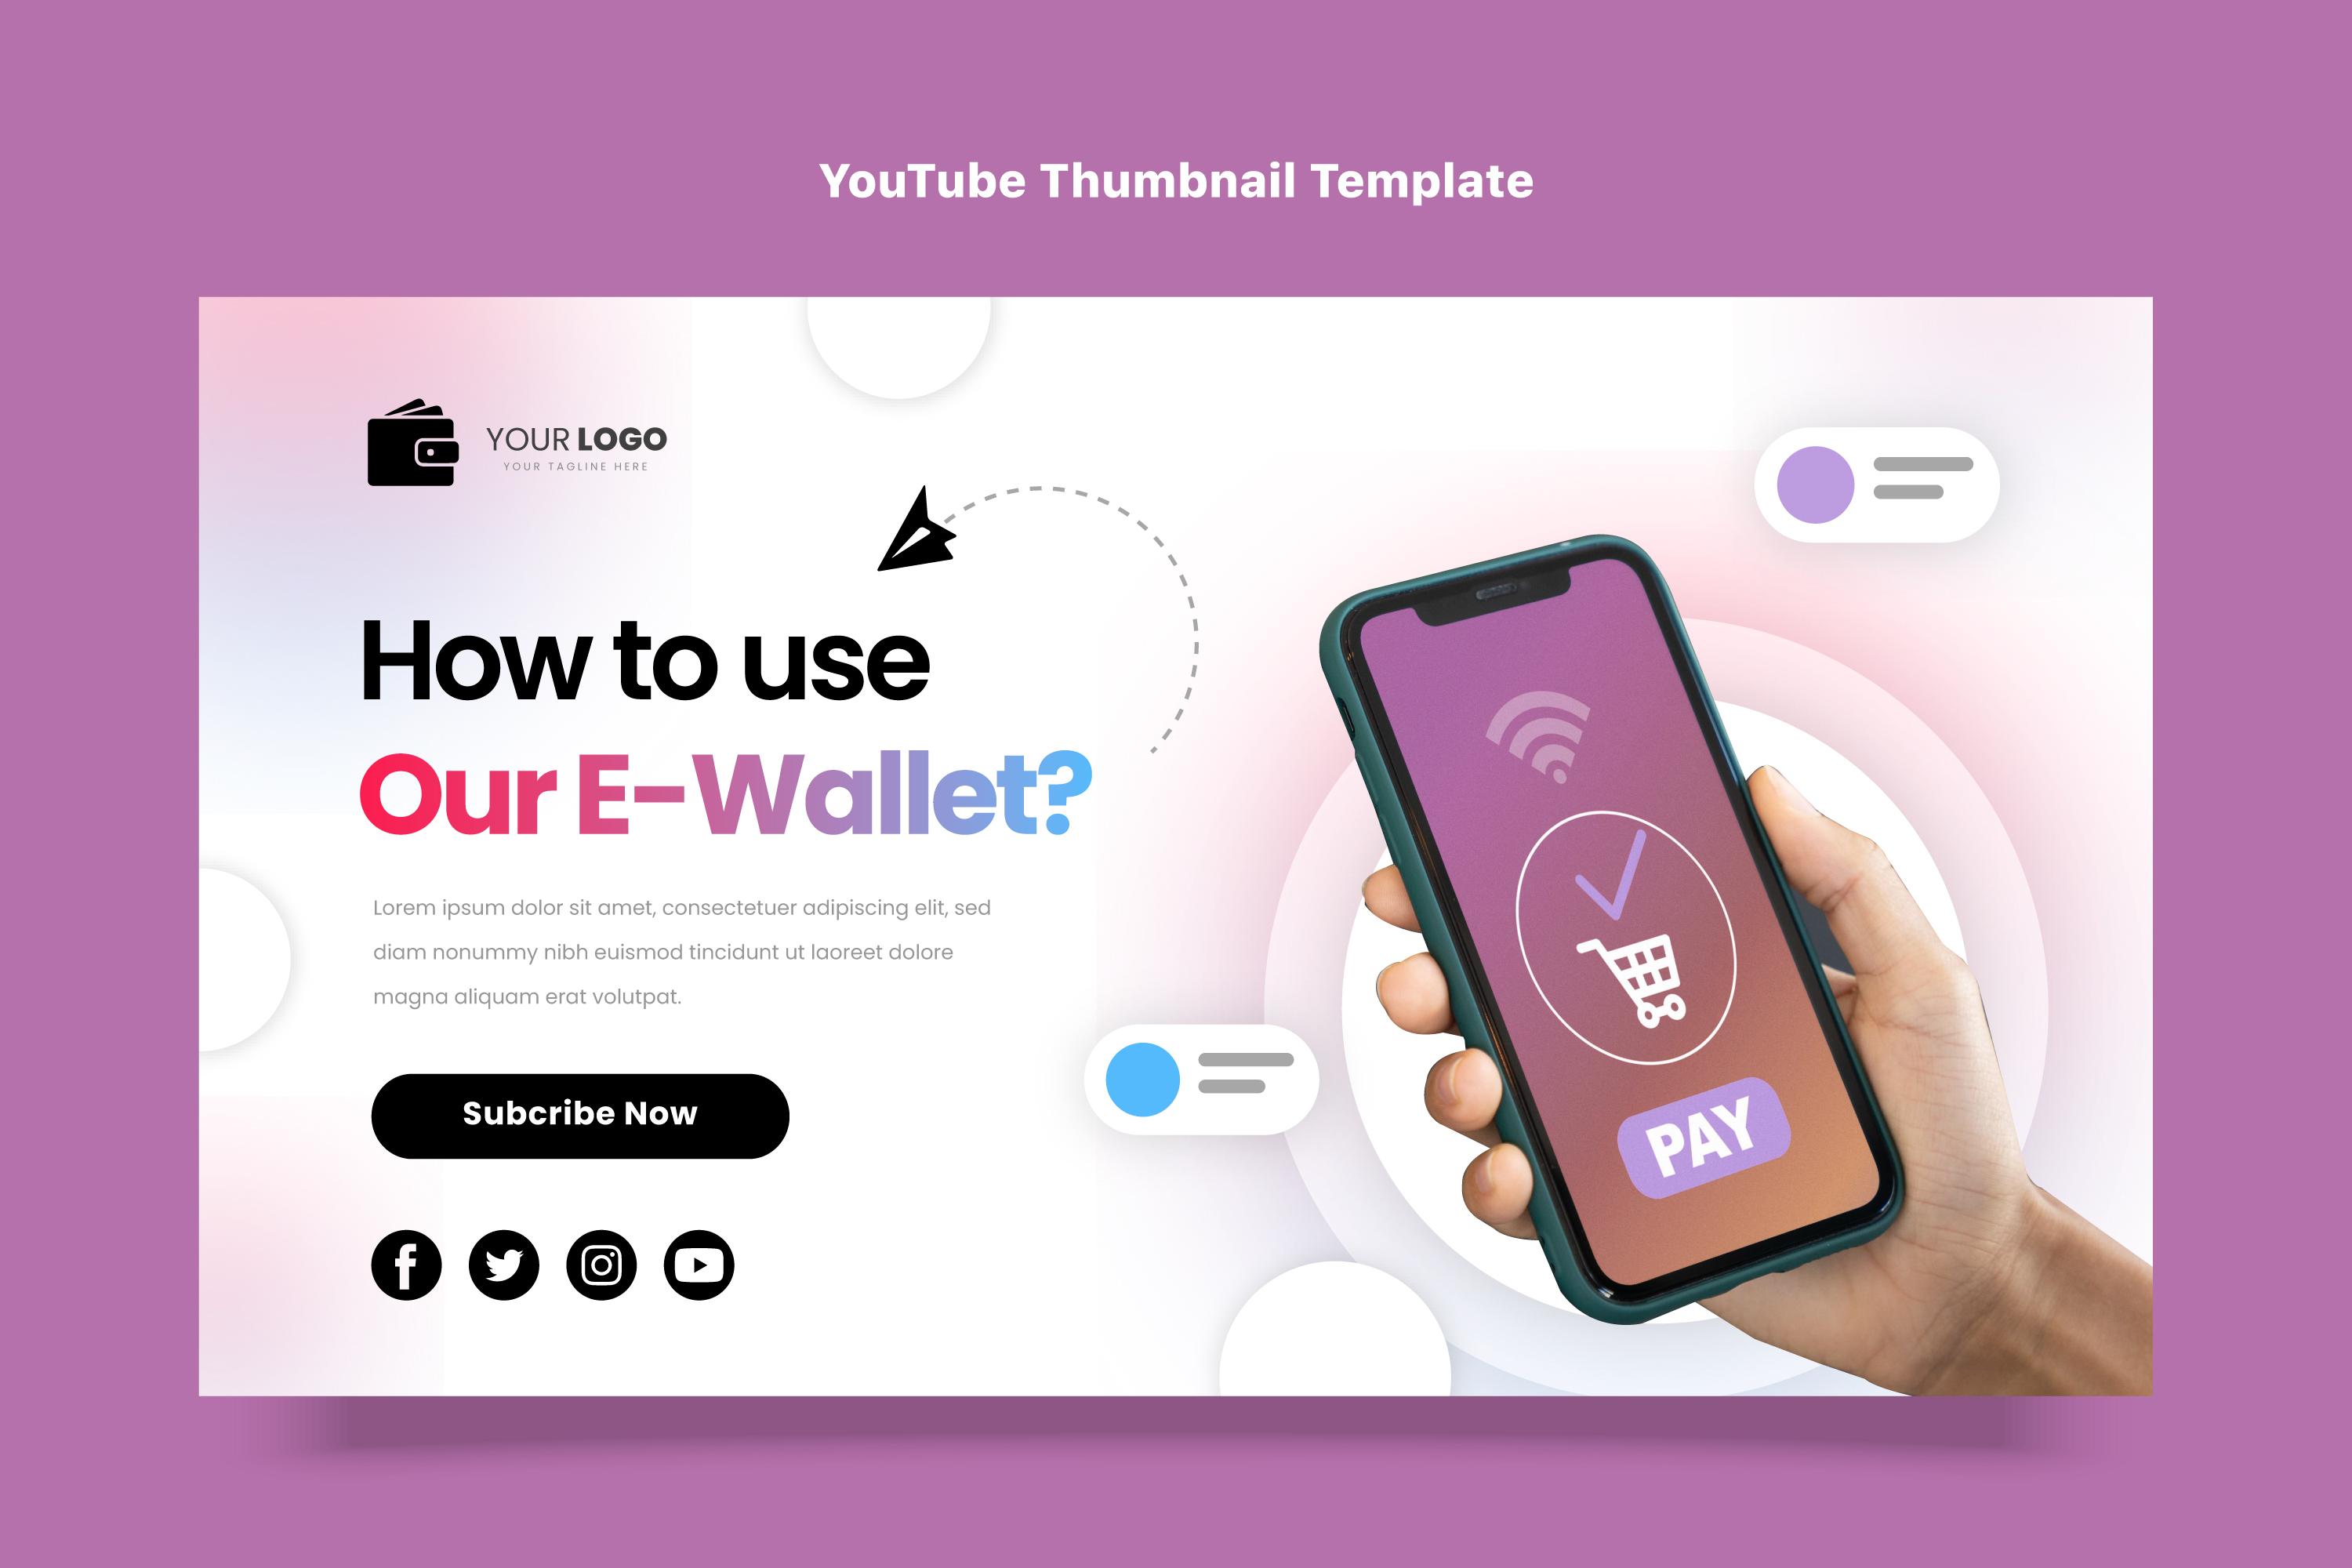 YouTube Thumbnail Template
YOUR LOGO
YOUR TAGLINE HERE
How to use
Our E-Wallet?
Lorem ipsum dolor sit amet, consectetuer adipiscing elit, sed
diam nonummy nibh euismod tincidunt ut laoreet dolore
magna aliquam erat volutpat.
Subcribe Now
PAY